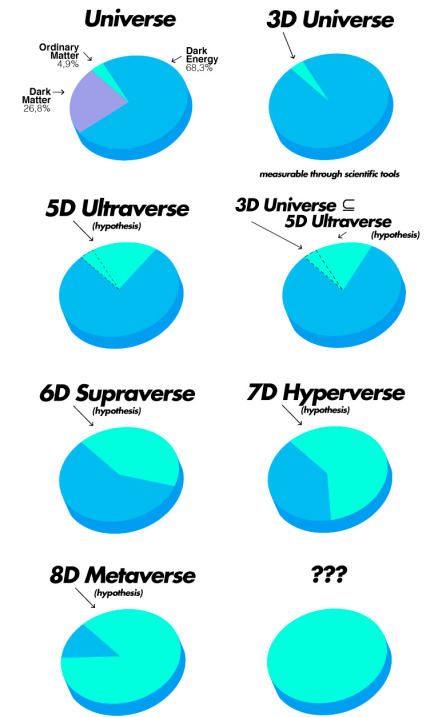 Universe
Ordinary
Matter
4,9%
Dark
Energy
68,3%
Dark
Matter
26,8%
3D Universe
measurable through scientific tools
5D Ultraverse
(hypothesis)
3D Universe ⊆
5D Ultraverse
(hypothesis)
6D Supraverse
(hypothesis)
7D Hyperverse
(hypothesis)
8D Metaverse
(hypothesis)
???